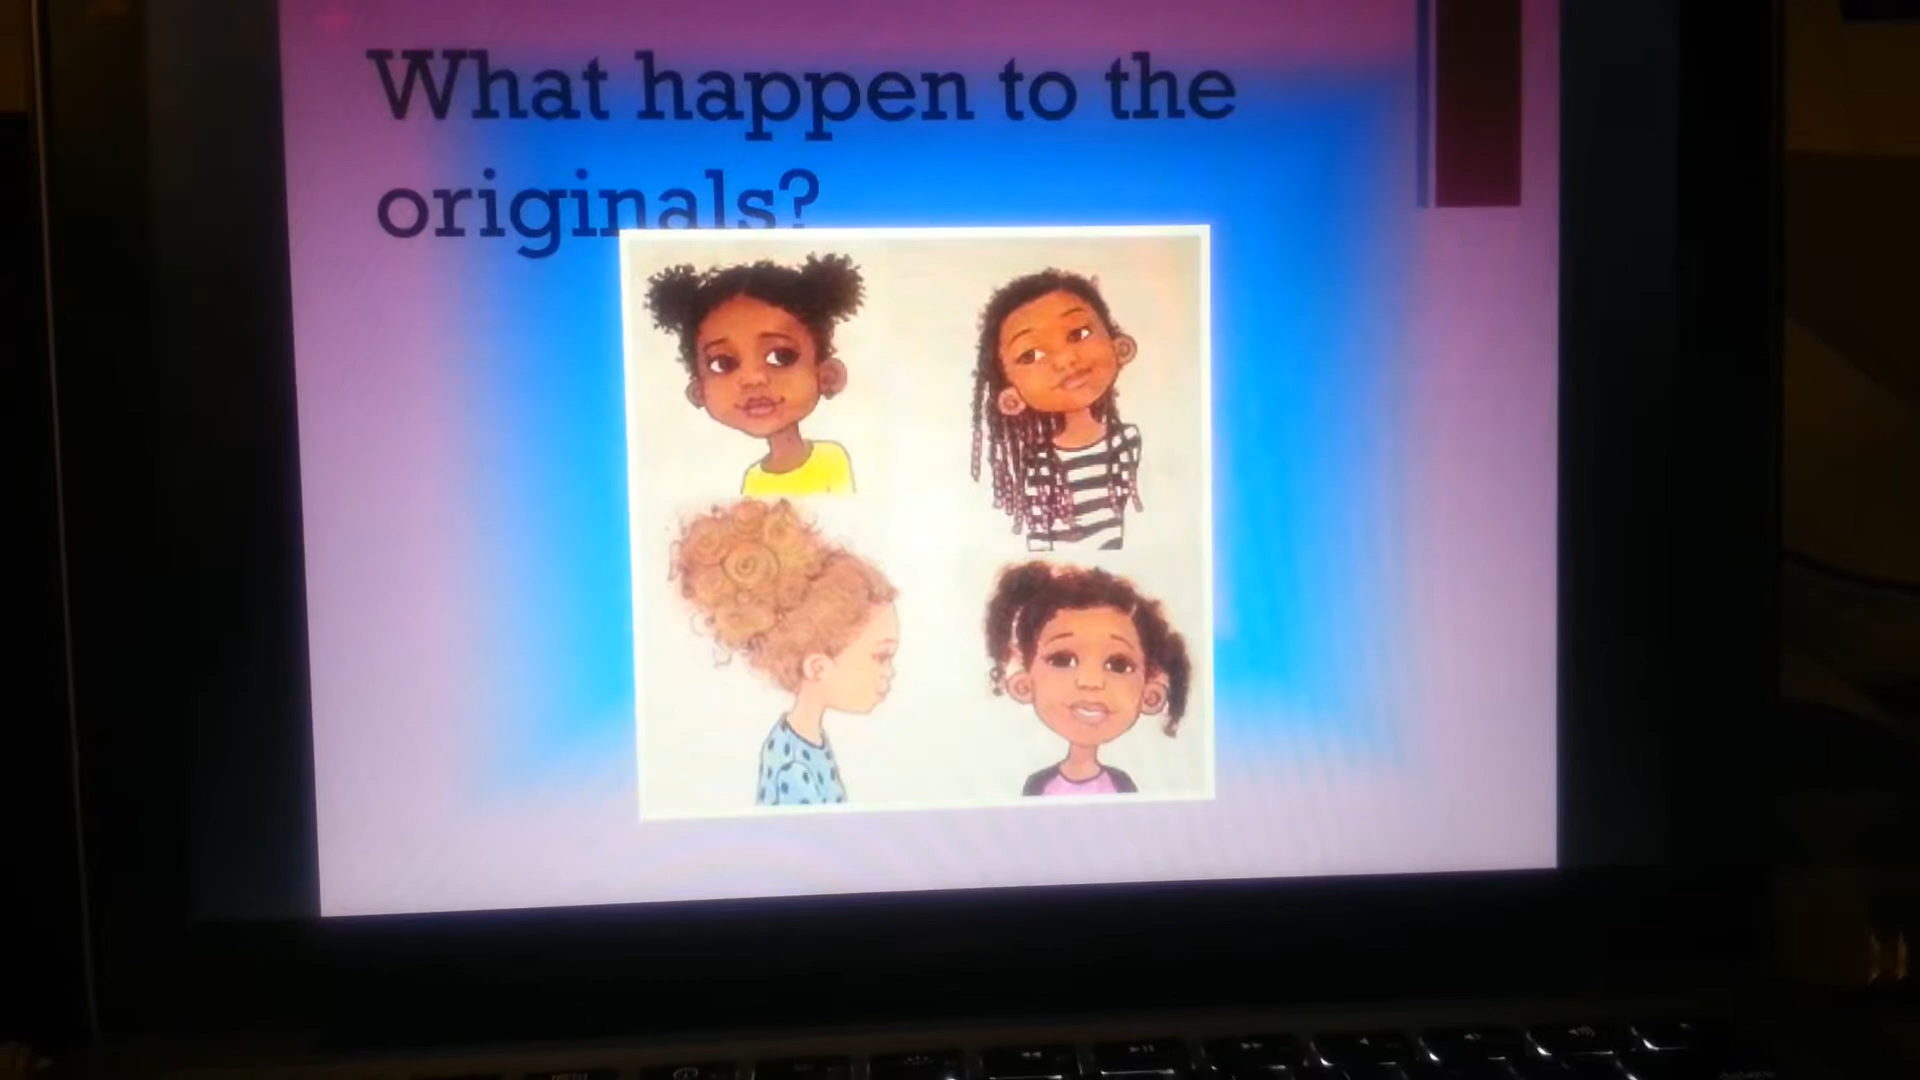 What happen to the
originals?